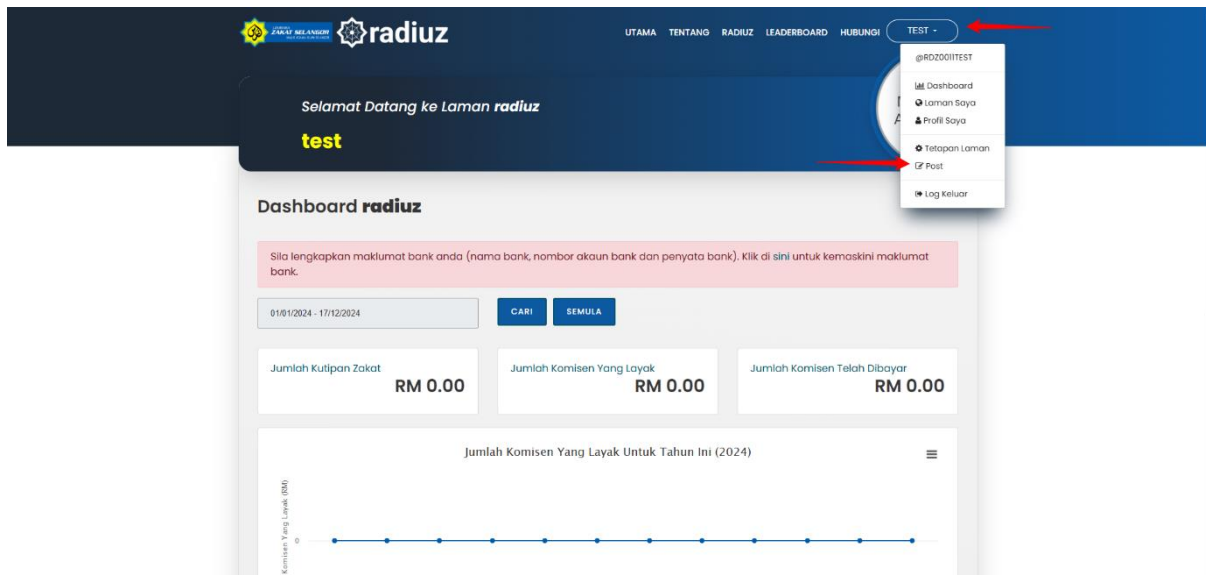 LEMBAGA
ZAKAT SELANGOR
radiuz
UTAMA TENTANG RADIUZ LEADERBOARD HUBUNGI TEST
@RDZ0011TEST
Dashboard
Laman Saya
Profil Saya
Tetapan Laman
Post
Log Keluar
Selamat Datang ke Laman radiuz
test
Dashboard radiuz
Sila lengkapkan maklumat bank anda (nama bank, nombor akaun bank dan penyata bank). Klik di sini untuk kemaskini maklumat
bank.
01/01/2024 - 17/12/2024 CARI SEMULA
Jumlah Kutipan Zakat
RM 0.00
Jumlah Komisen Yang Layak
RM 0.00
Jumlah Komisen Telah Dibayar
RM 0.00
Jumlah Komisen Yang Layak Untuk Tahun Ini (2024)
Komisen Yang Layak (RM)
0